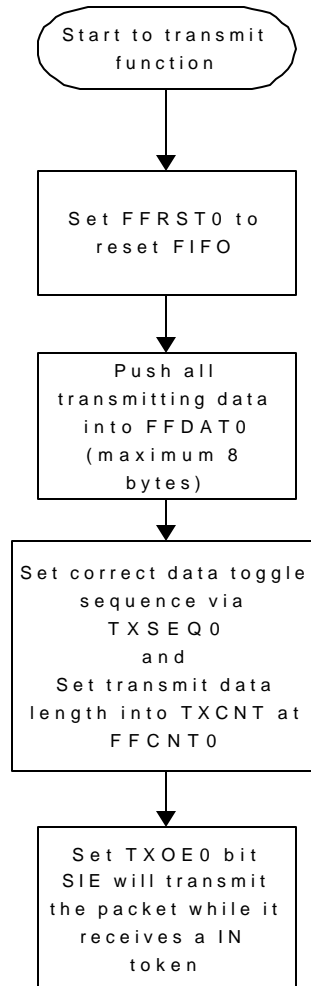 Start to transmit
function
Set FFRST0 to
reset FIFO
Push all
transmitting data
into FFDAT0
(maximum 8
bytes)
Set correct data toggle
sequence via
TXSEQ0
and
Set transmit data
length into TXCNT at
FFCNT0
Set TXOE0 bit
SIE will transmit
the packet while it
receives a IN
token